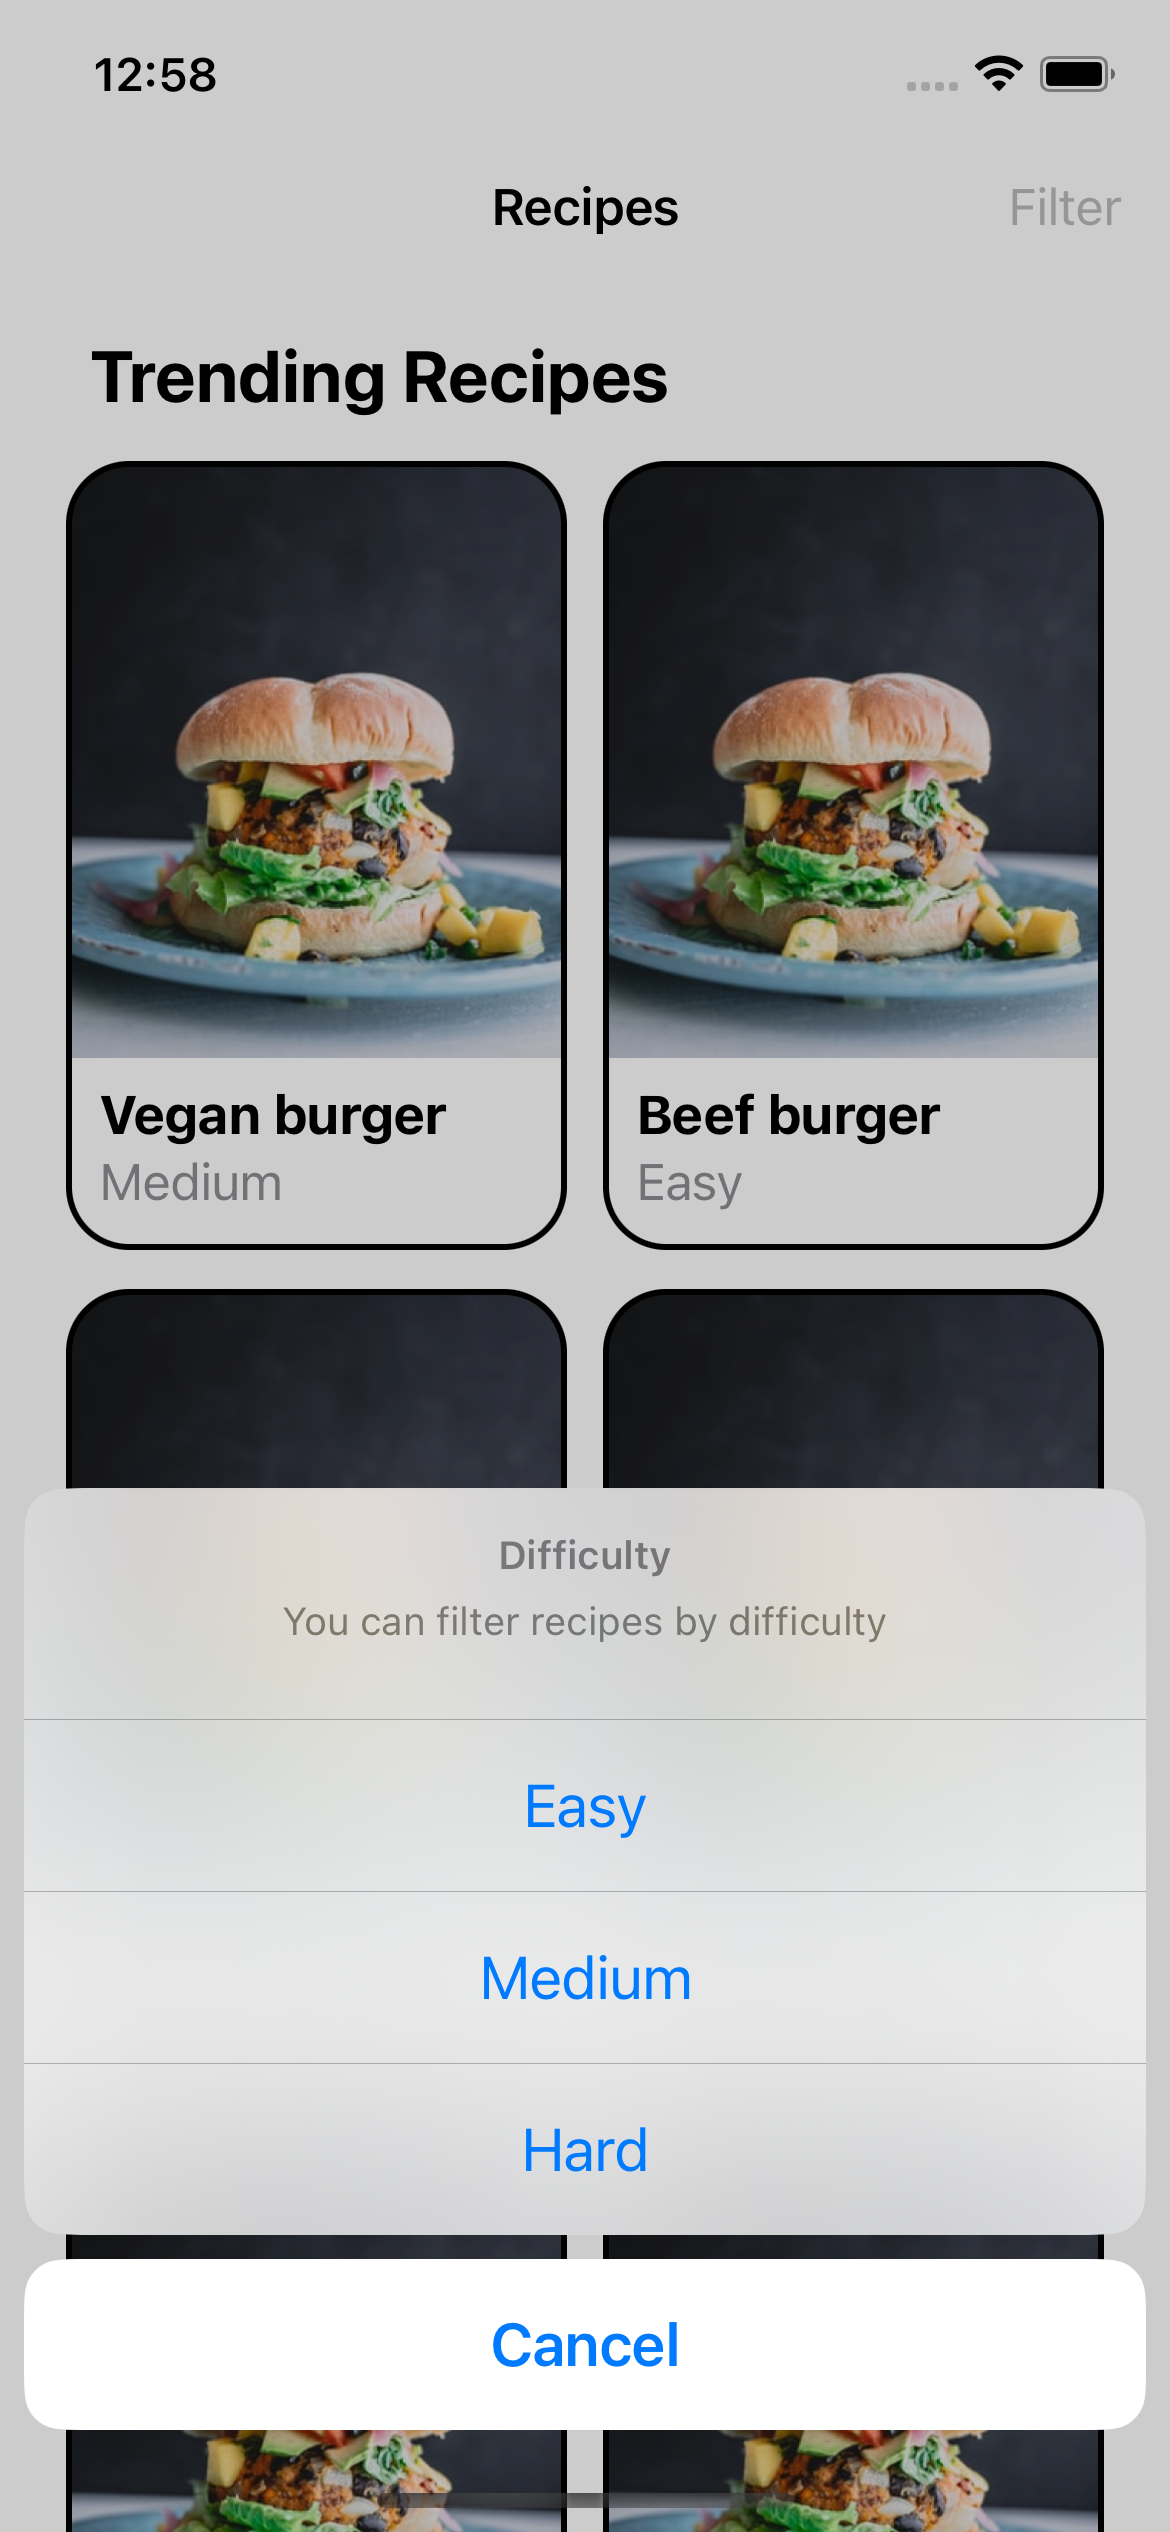 12:58
Recipes
Filter
Trending Recipes
Vegan burger
Medium
Beef burger
Easy
Difficulty
You can filter recipes by difficulty
Easy
Medium
Hard
Cancel